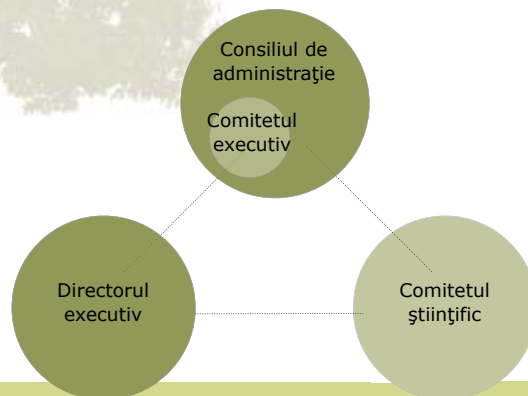 Consiliul de
administraţie
Comitetul
executiv
Directorul
executiv
Comitetul
ştiinţific